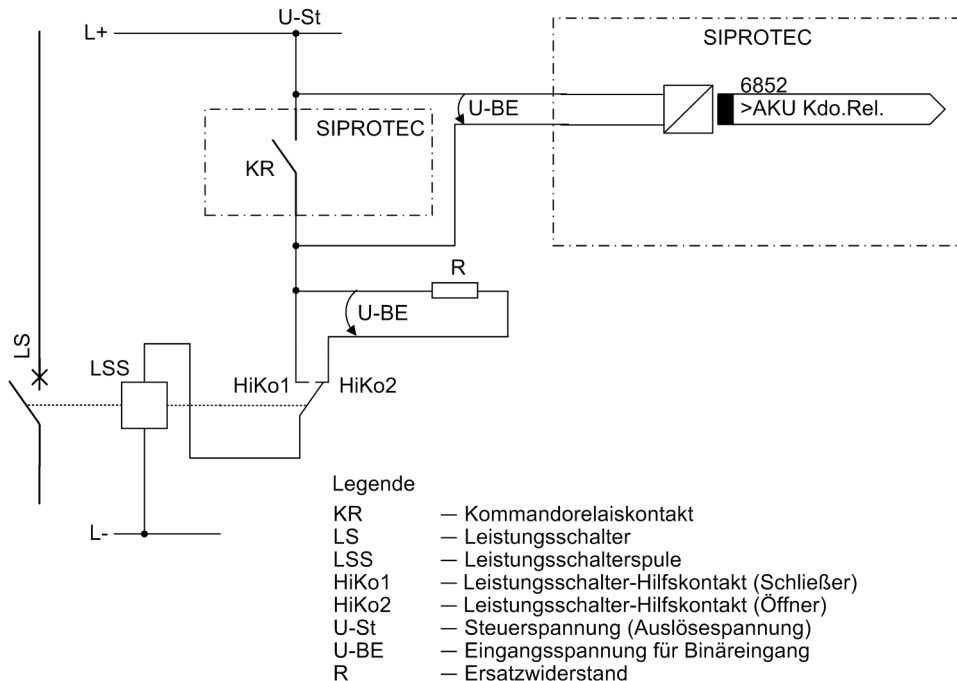 U-St
L+
SIPROTEC
6852
>AKU Kdo.Rel.
U-BE
SIPROTEC
KR
R
U-BE
LS
LSS
HiKo1
HiKo2
L-
Legende
KR — Kommandorelaiskontakt
LS — Leistungsschalter
LSS — Leistungsschalterspule
HiKo1 — Leistungsschalter-Hilfskontakt (Schließer)
HiKo2 — Leistungsschalter-Hilfskontakt (Öffner)
U-St — Steuerspannung (Auslösespannung)
U-BE — Eingangsspannung für Binäreingang
R — Ersatzwiderstand